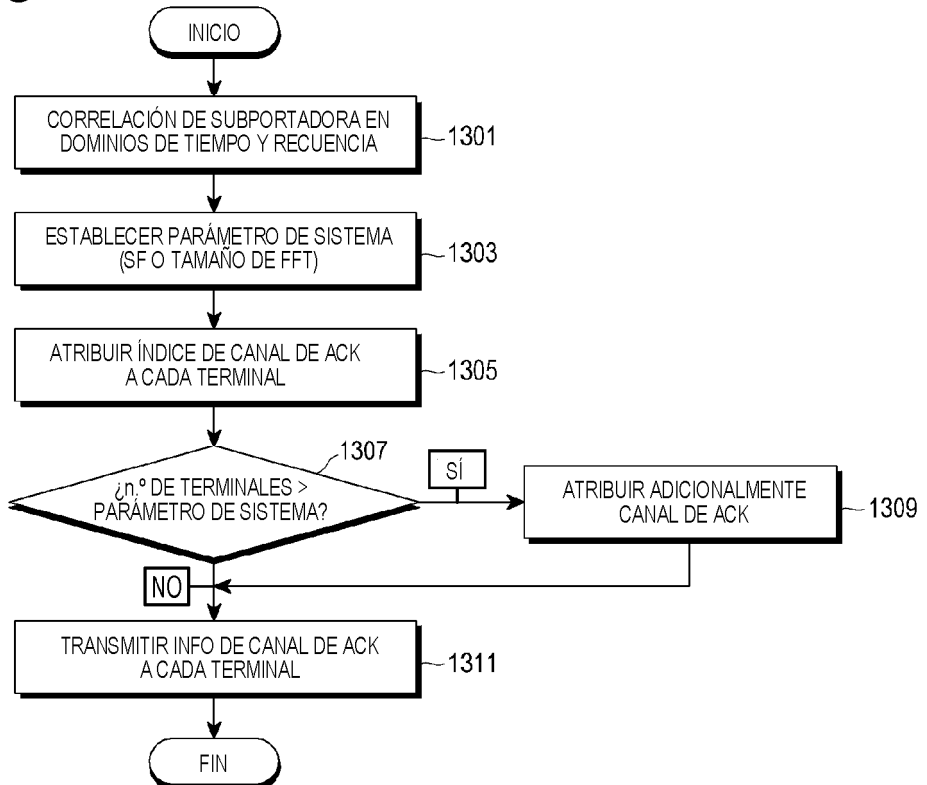 INICIO
CORRELACIÓN DE SUBPORTADORA EN
DOMINIOS DE TIEMPO Y RECUENCIA
1301
ESTABLECER PARÁMETRO DE SISTEMA
(SF O TAMAÑO DE FFT)
1303
ATRIBUIR ÍNDICE DE CANAL DE ACK
A CADA TERMINAL
1305
1307
¿n.º DE TERMINALES >
PARÁMETRO DE SISTEMA?
SÍ
ATRIBUIR ADICIONALMENTE
CANAL DE ACK
1309
NO
TRANSMITIR INFO DE CANAL DE ACK
A CADA TERMINAL
1311
FIN